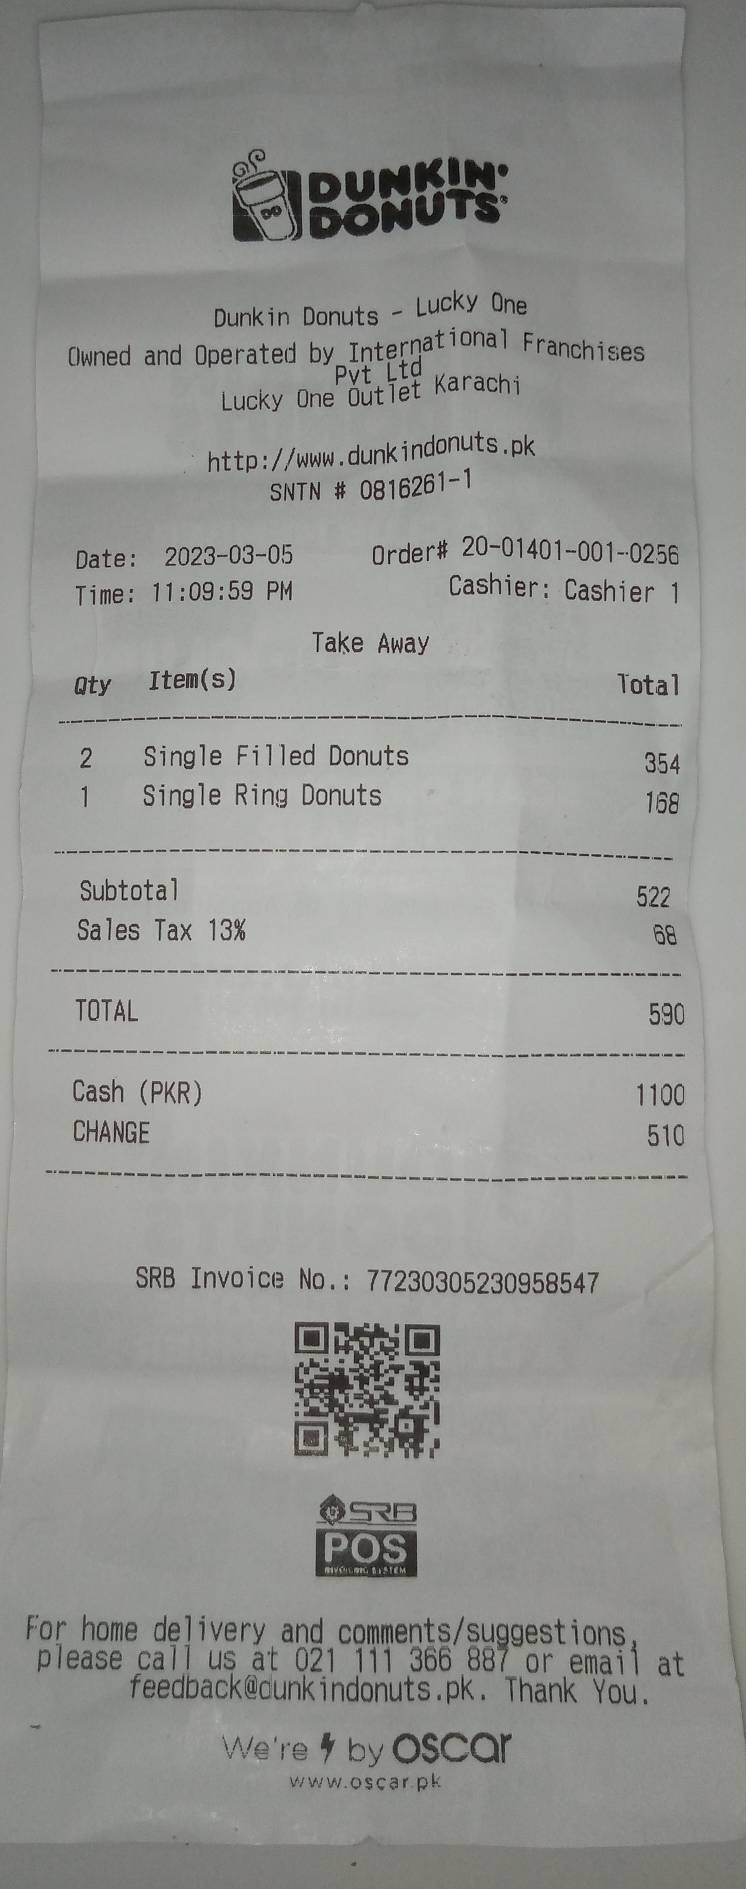 DUNKIN'
DONUTS
Dunkin Donuts - Lucky One
Owned and Operated by International Franchises
Pvt Ltd
Lucky One Outlet Karachi
http://www.dunkindonuts.pk
SNTN # 0816261-1
Date: 2023-03-05 Order# 20-01401-001-0256
Time: 11:09:59 PM Cashier: Cashier 1
Take Away
Qty Item(s) Total
2 Single Filled Donuts 354
1 Single Ring Donuts 168
Subtotal 522
Sales Tax 13% 68
TOTAL 590
Cash (PKR) 1100
CHANGE 510
SRB Invoice No.: 77230305230958547
SRB
POS
INVOICING SYSTEM
For home delivery and comments/suggestions,
please call us at 021 111 366 887 or email at
feedback@dunkindonuts.pk. Thank You.
We're by oscar
www.oscar.pk